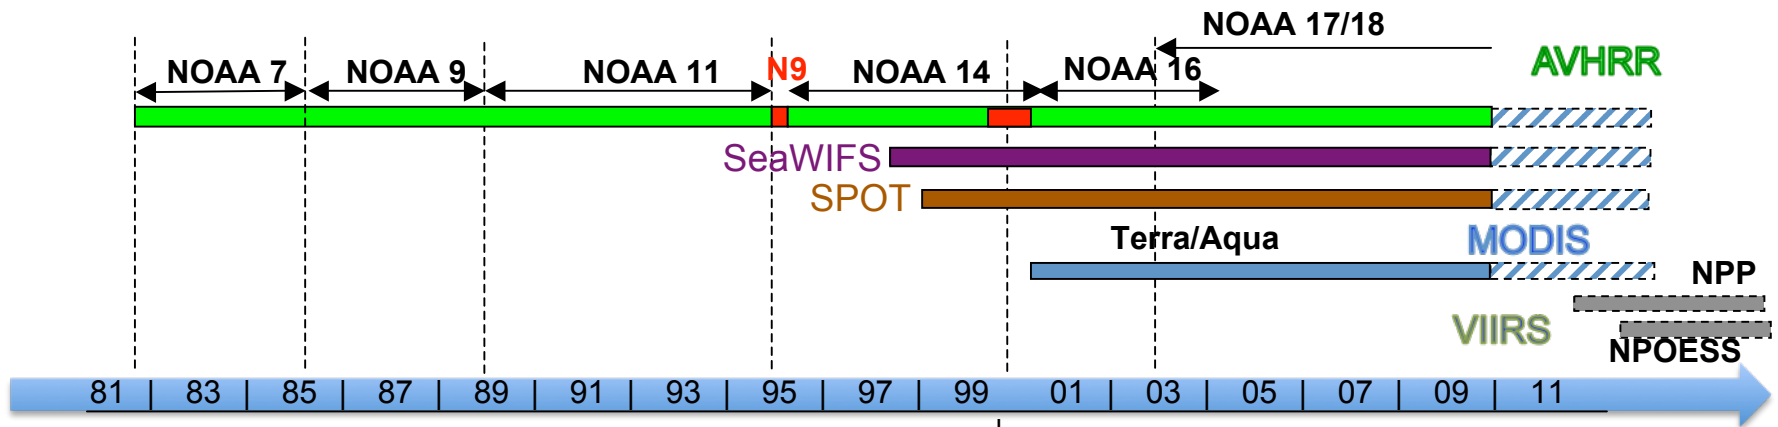 NOAA 17/18
NOAA 7 NOAA 9 NOAA 11 N9 NOAA 14 NOAA 16 AVHRR
SeaWIFS
SPOT
Terra/Aqua MODIS
NPP
VIIRS
NPOESS
81 | 83 | 85 | 87 | 89 | 91 | 93 | 95 | 97 | 99 01 | 03 | 05 | 07 | 09 | 11